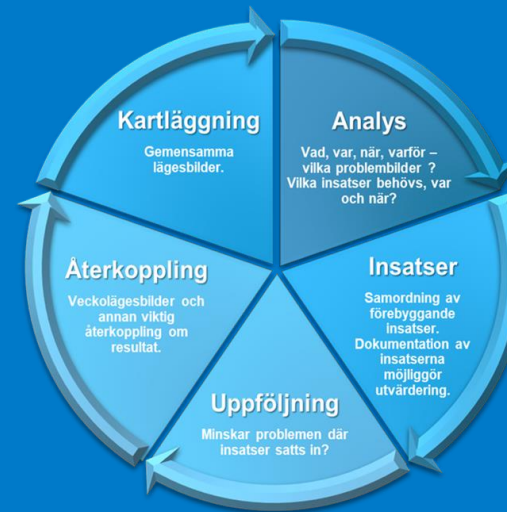 Kartläggning
Gemensamma
lägesbilder.
Analys
Vad, var, när, varför –
vilka problembilder ?
Vilka insatser behövs, var
och när?
Insatser
Samordning av
förebyggande
insatser.
Dokumentation av
insatserna
möjliggör
utvärdering.
Uppföljning
Minskar problemen där
insatser satts in?
Återkoppling
Veckolägesbilder och
annan viktig
återkoppling om
resultat.